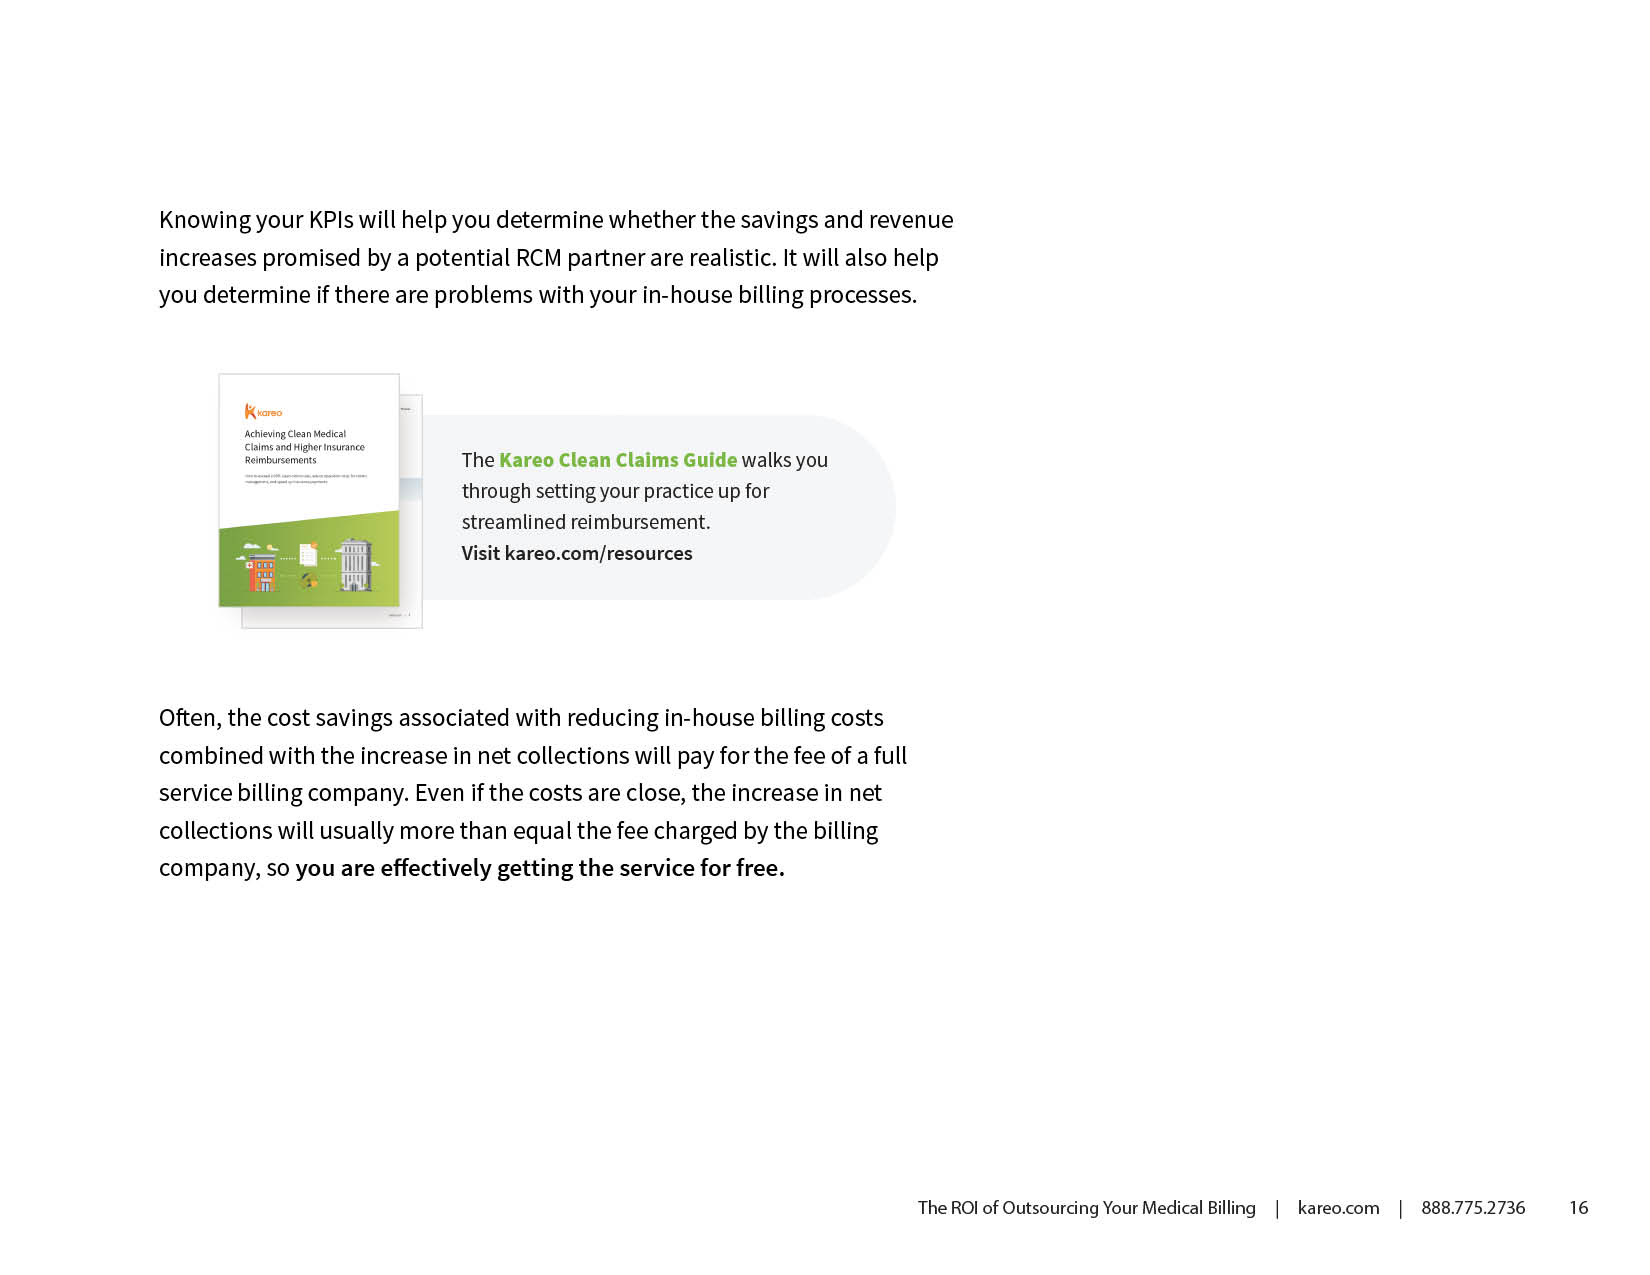 Knowing your KPIs will help you determine whether the savings and revenue
increases promised by a potential RCM partner are realistic. It will also help
you determine if there are problems with your in-house billing processes.
kareo
Achieving Clean Medical
Claims and Higher Insurance
Reimbursements
The Kareo Clean Claims Guide walks you
through setting your practice up for
streamlined reimbursement.
Visit kareo.com/resources
Often, the cost savings associated with reducing in-house billing costs
combined with the increase in net collections will pay for the fee of a full
service billing company. Even if the costs are close, the increase in net
collections will usually more than equal the fee charged by the billing
company, so you are effectively getting the service for free.
The ROI of Outsourcing Your Medical Billing | kareo.com | 888.775.2736 16